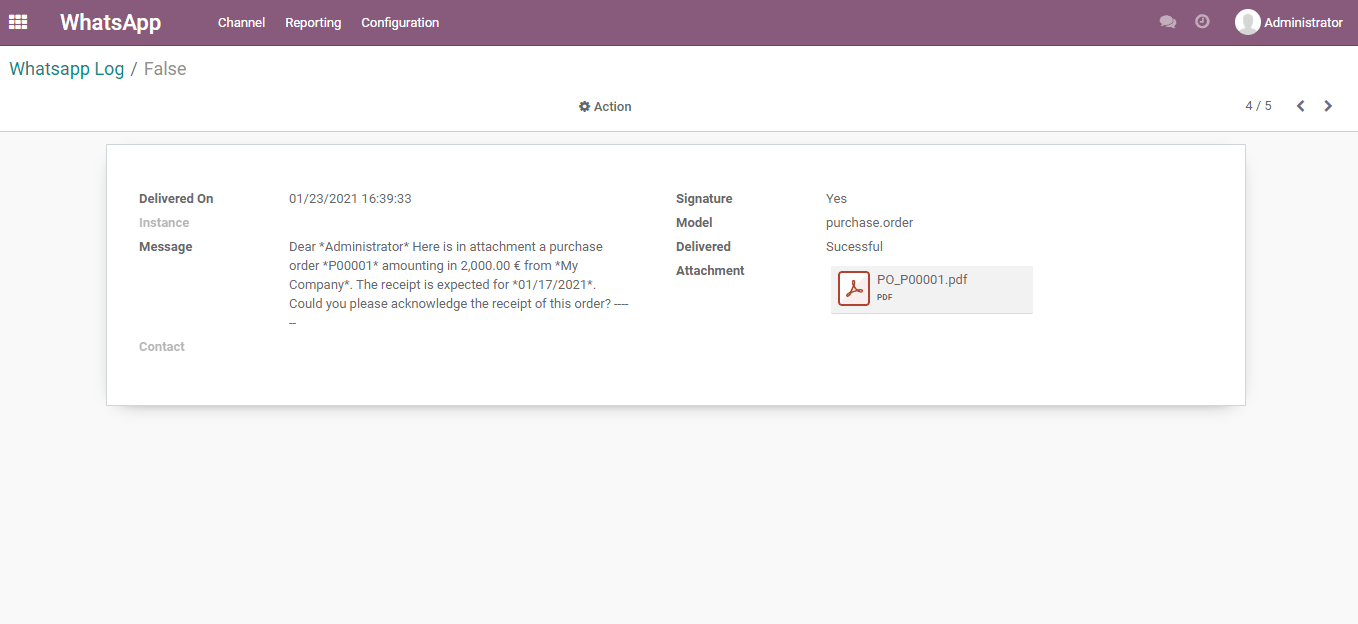 WhatsApp Channel Reporting Configuration Administrator
Whatsapp Log / False
Action 4 / 5
Delivered On 01/23/2021 16:39:33
Instance
Message Dear *Administrator* Here is in attachment a purchase
order *P00001* amounting in 2,000.00 € from *My
Company*. The receipt is expected for *01/17/2021*.
Could you please acknowledge the receipt of this order? ----
--
Contact
Signature Yes
Model purchase.order
Delivered Sucessful
Attachment PO_P00001.pdf
PDF